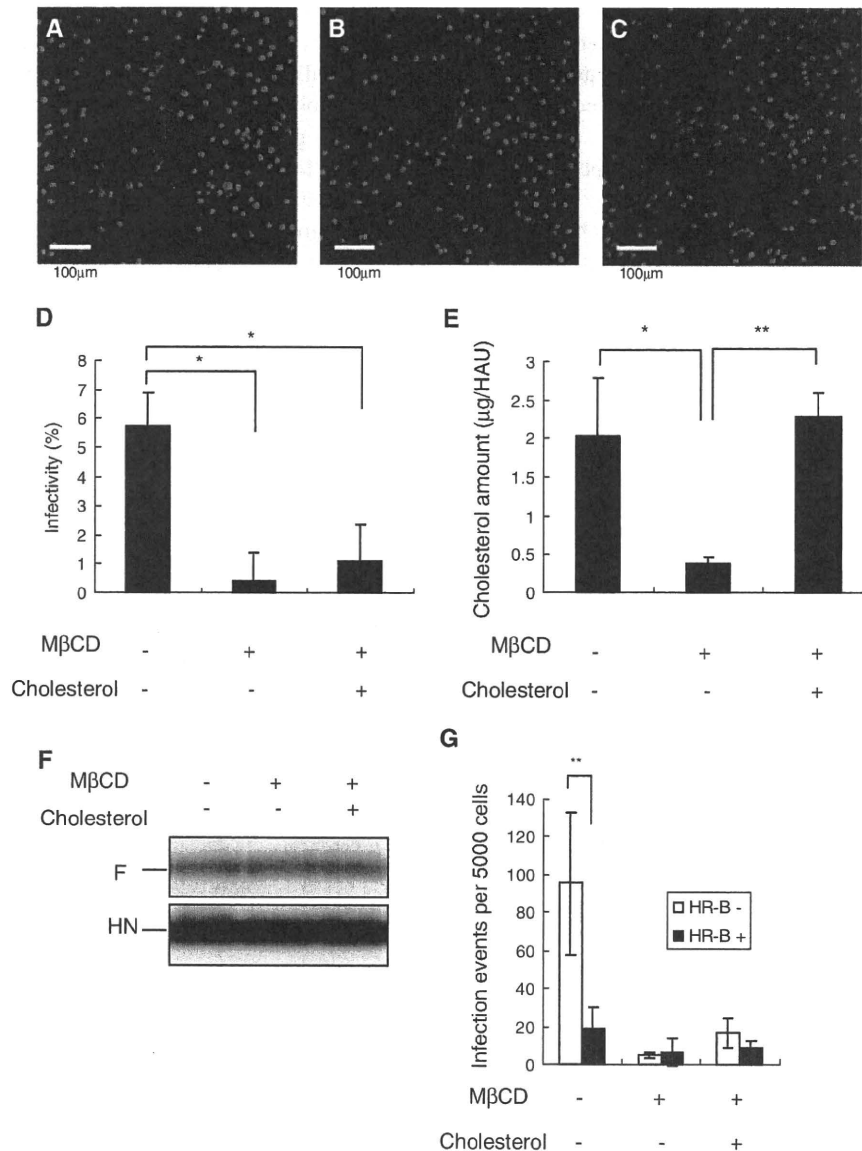 A
B
C
100μm
100μm
100μm
D
*
*
8
7
6
5
4
3
2
1
0
Infectivity (%)
MβCD - + +
Cholesterol - - +
E
*
**
3
2.5
2
1.5
1
0.5
0
Cholesterol amount (μg/HAU)
MβCD - + +
Cholesterol - - +
F
MβCD - + +
Cholesterol - - +
F
HN
G
**
140
120
100
80
60
40
20
0
Infection events per 5000 cells
HR-B -
HR-B +
MβCD - + +
Cholesterol - - +